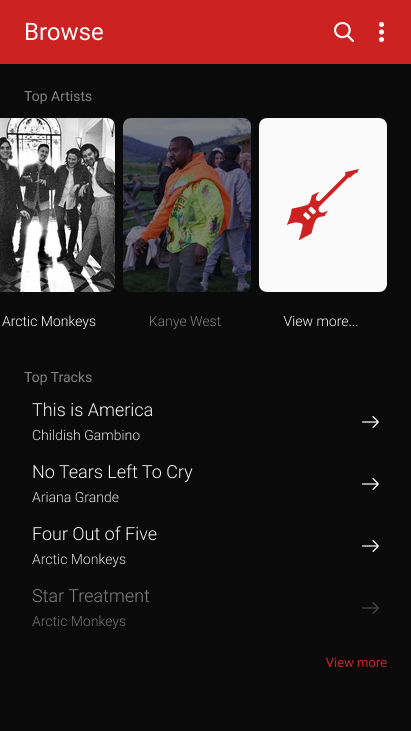 Browse
Top Artists
Arctic Monkeys
Kanye West
View more...
Top Tracks
This is America
Childish Gambino
No Tears Left To Cry
Ariana Grande
Four Out of Five
Arctic Monkeys
Star Treatment
Arctic Monkeys
View more